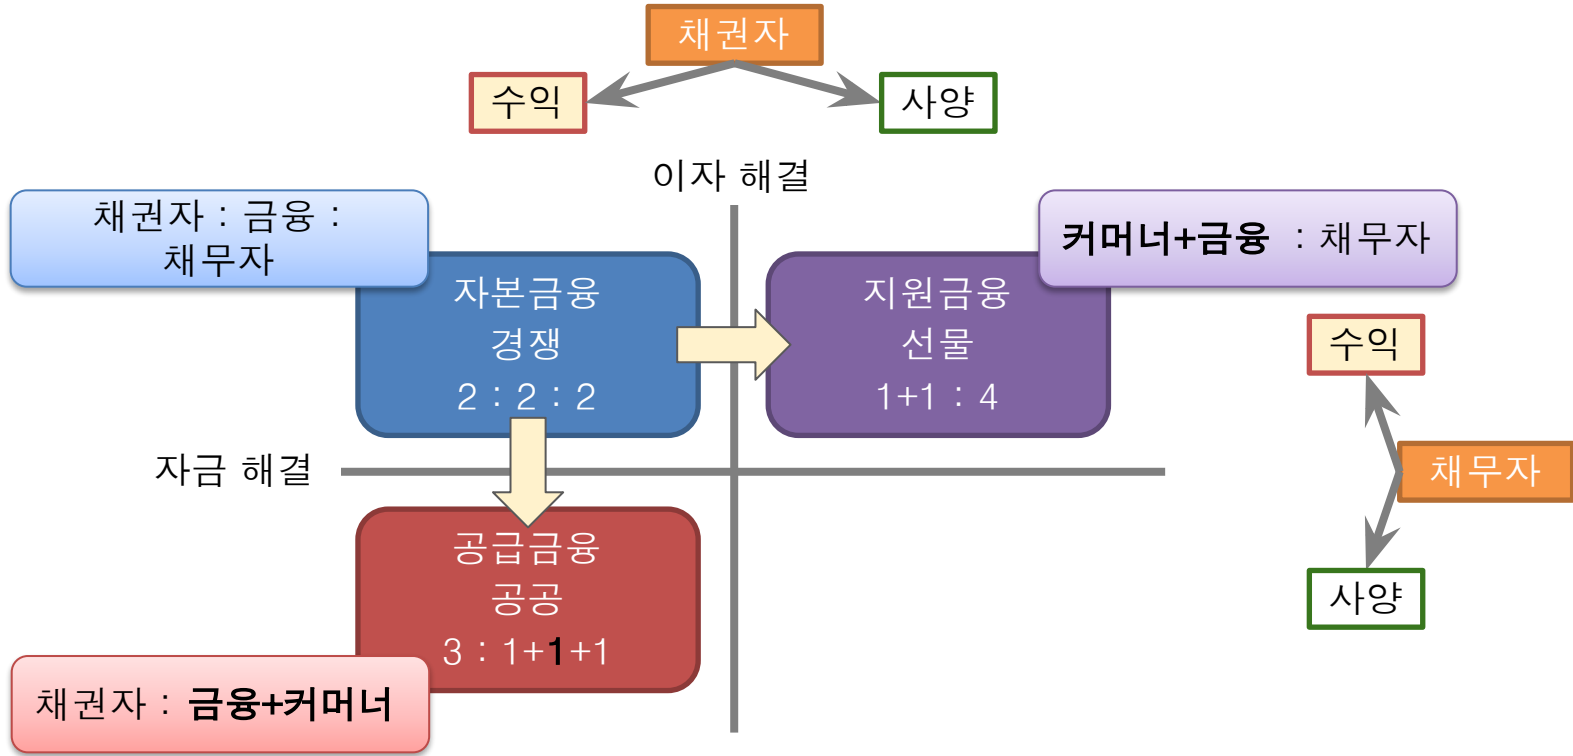 채권자
수익
사양
이자 해결
채권자 : 금융 :
채무자
커머너+금융 : 채무자
자본금융
경쟁
2 : 2 : 2
지원금융
선물
1+1 : 4
수익
자금 해결
채무자
공급금융
공공
3 : 1+1+1
사양
채권자 : 금융+커머너